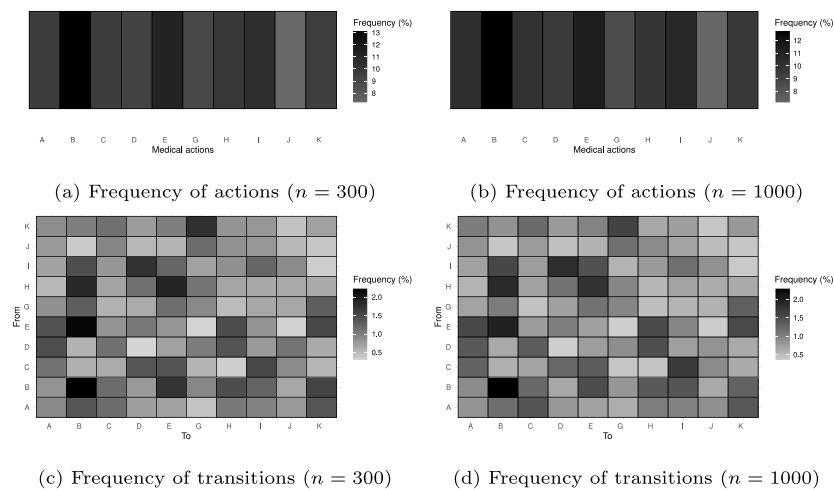 Frequency (%)
13
12
11
10
9
8
A B C D E G H I J K
Medical actions
(a) Frequency of actions (n = 300)
Frequency (%)
12
11
10
9
8
A B C D E G H I J K
Medical actions
(b) Frequency of actions (n = 1000)
K
J
I
H
G
E
D
C
B
A
From
A B C D E G H I J K
To
Frequency (%)
2.0
1.5
1.0
0.5
(c) Frequency of transitions (n = 300)
K
J
I
H
G
E
D
C
B
A
From
A B C D E G H I J K
To
Frequency (%)
2.0
1.5
1.0
0.5
(d) Frequency of transitions (n = 1000)